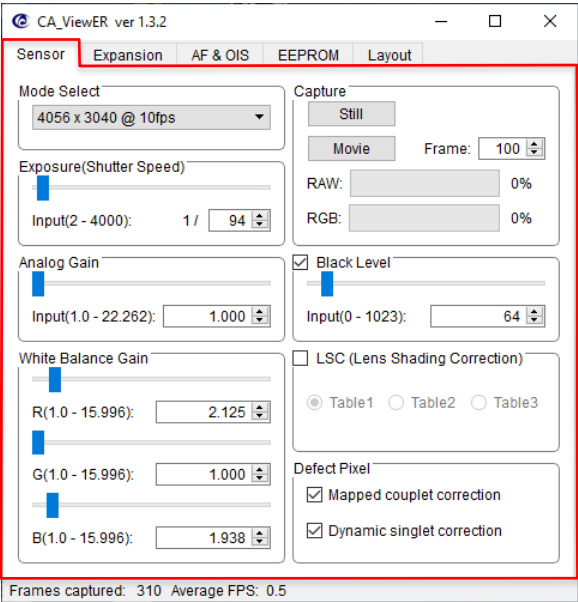 CA_ViewER ver 1.3.2
Sensor Expansion AF & OIS EEPROM Layout
Mode Select
4056 x 3040 @ 10fps
Exposure(Shutter Speed)
Input(2 - 4000): 1 / 94
Analog Gain
Input(1.0 - 22.262): 1.000
White Balance Gain
R(1.0 - 15.996): 2.125
G(1.0 - 15.996): 1.000
B(1.0 - 15.996): 1.938
Capture
Still
Movie Frame: 100
RAW: 0%
RGB: 0%
Black Level
Input(0 - 1023): 64
LSC (Lens Shading Correction)
Table1 Table2 Table3
Defect Pixel
Mapped couplet correction
Dynamic singlet correction
Frames captured: 310 Average FPS: 0.5